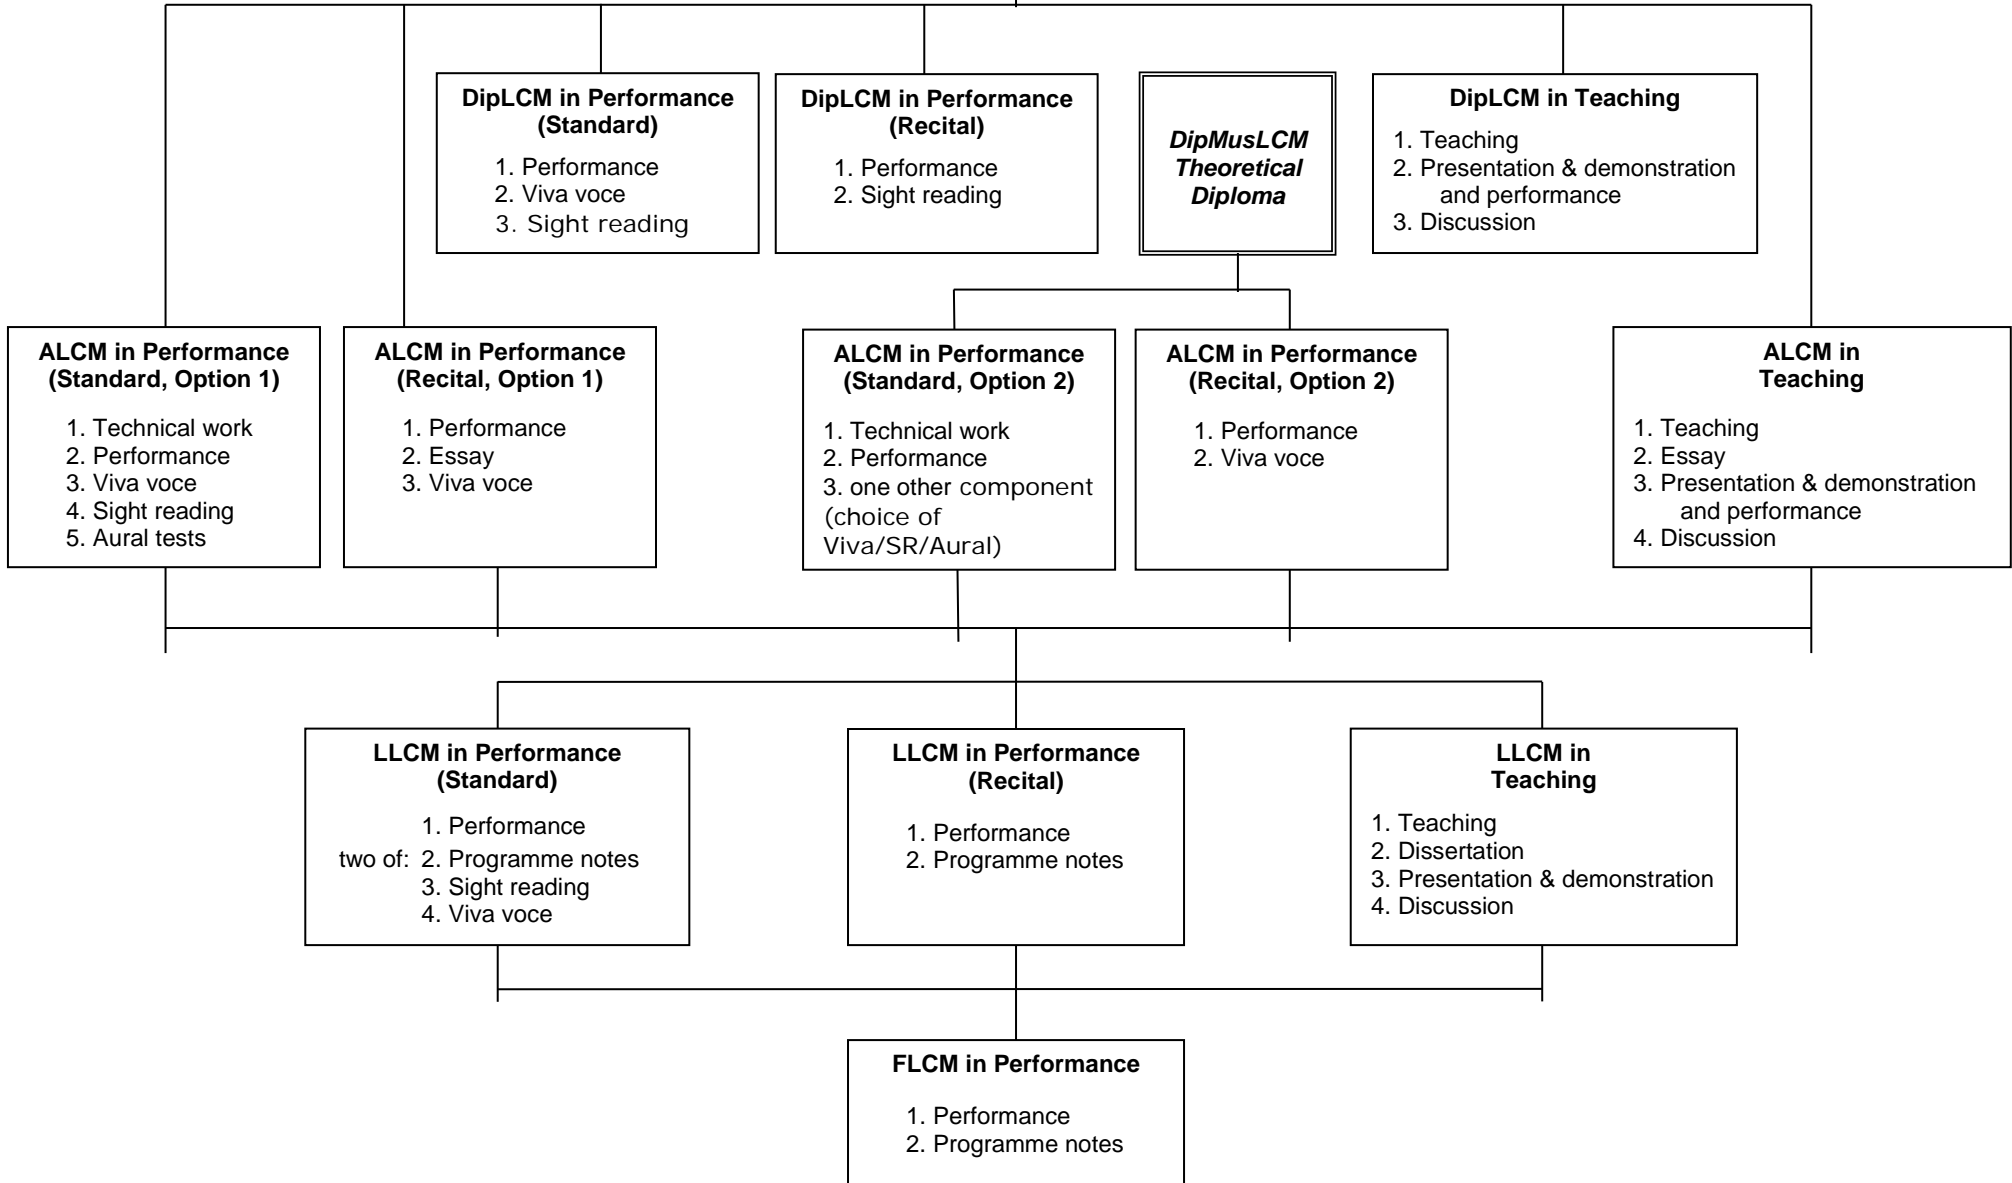 DipLCM in Performance
(Standard)
1. Performance
2. Viva voce
3. Sight reading
DipLCM in Performance
(Recital)
1. Performance
2. Sight reading
DipMusLCM
Theoretical
Diploma
DipLCM in Teaching
1. Teaching
2. Presentation & demonstration
and performance
3. Discussion
ALCM in Performance
(Standard, Option 1)
1. Technical work
2. Performance
3. Viva voce
4. Sight reading
5. Aural tests
ALCM in Performance
(Recital, Option 1)
1. Performance
2. Essay
3. Viva voce
ALCM in Performance
(Standard, Option 2)
1. Technical work
2. Performance
3. one other component
(choice of
Viva/SR/Aural)
ALCM in Performance
(Recital, Option 2)
1. Performance
2. Viva voce
ALCM in
Teaching
1. Teaching
2. Essay
3. Presentation & demonstration
and performance
4. Discussion
LLCM in Performance
(Standard)
1. Performance
two of: 2. Programme notes
3. Sight reading
4. Viva voce
LLCM in Performance
(Recital)
1. Performance
2. Programme notes
LLCM in
Teaching
1. Teaching
2. Dissertation
3. Presentation & demonstration
4. Discussion
FLCM in Performance
1. Performance
2. Programme notes